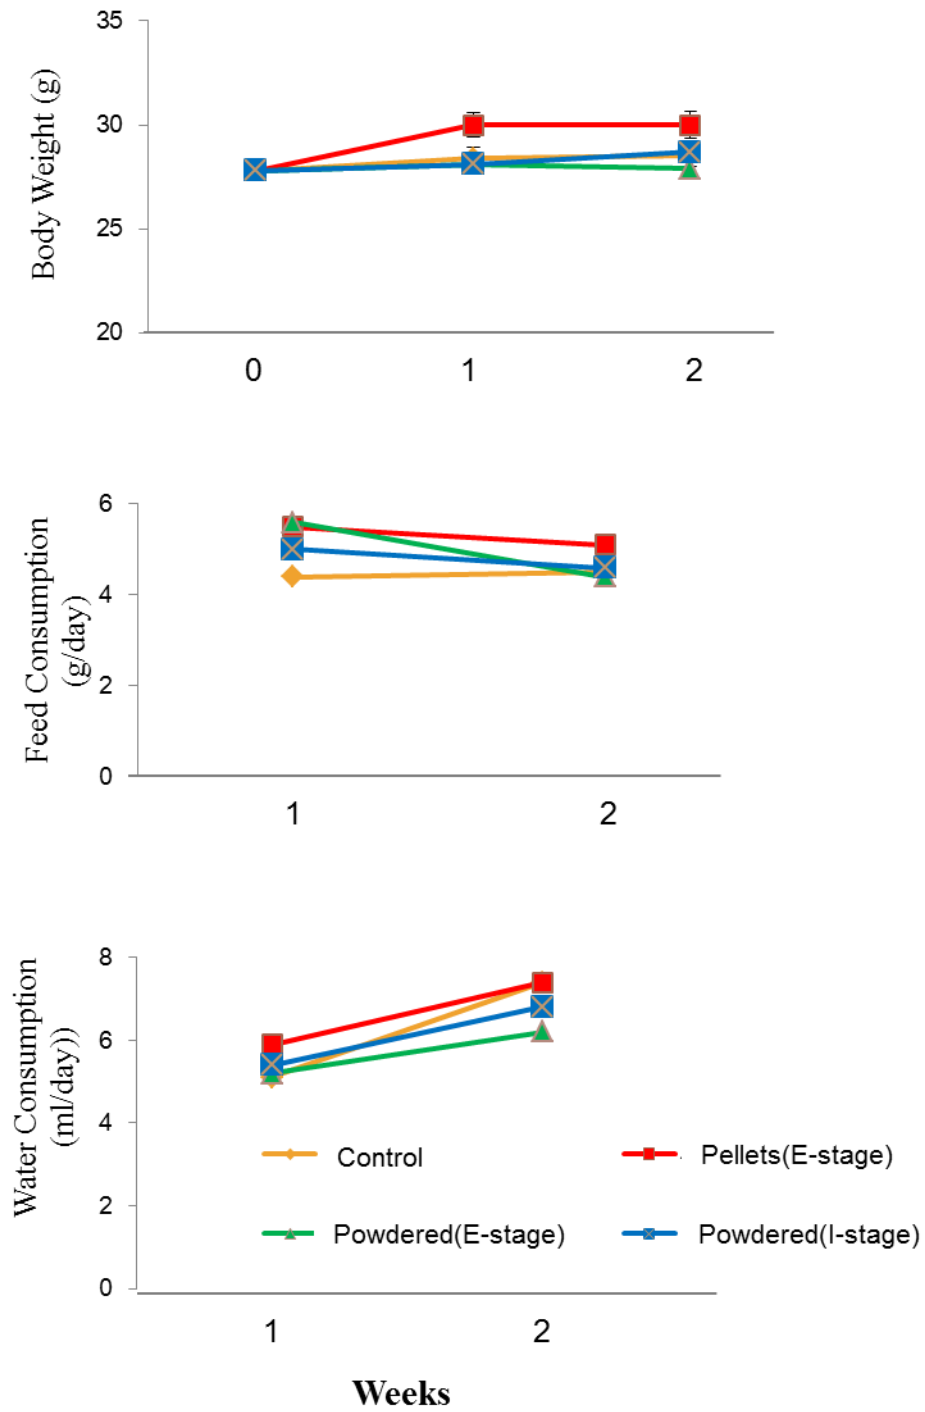 Body Weight (g)
35
30
25
20
0 1 2
Feed Consumption
(g/day)
6
4
2
0
1 2
Water Consumption
(ml/day))
8
6
4
2
0
Control
Pellets(E-stage)
Powdered(E-stage)
Powdered(I-stage)
1 2
Weeks